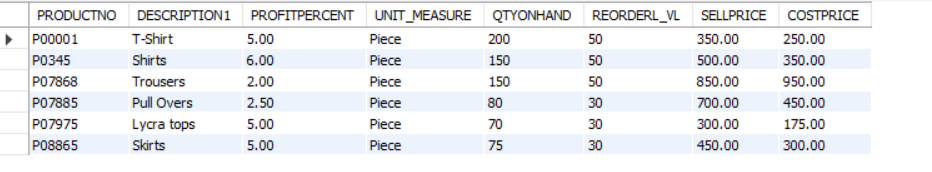 PRODUCTNO DESCRIPTION1 PROFITPERCENT UNIT_MEASURE QTYONHAND REORDERL_VL SELLPRICE COSTPRICE
P00001 T-Shirt 5.00 Piece 200 50 350.00 250.00
P0345 Shirts 6.00 Piece 150 50 500.00 350.00
P07868 Trousers 2.00 Piece 150 50 850.00 950.00
P07885 Pull Overs 2.50 Piece 80 30 700.00 450.00
P07975 Lycra tops 5.00 Piece 70 30 300.00 175.00
P08865 Skirts 5.00 Piece 75 30 450.00 300.00